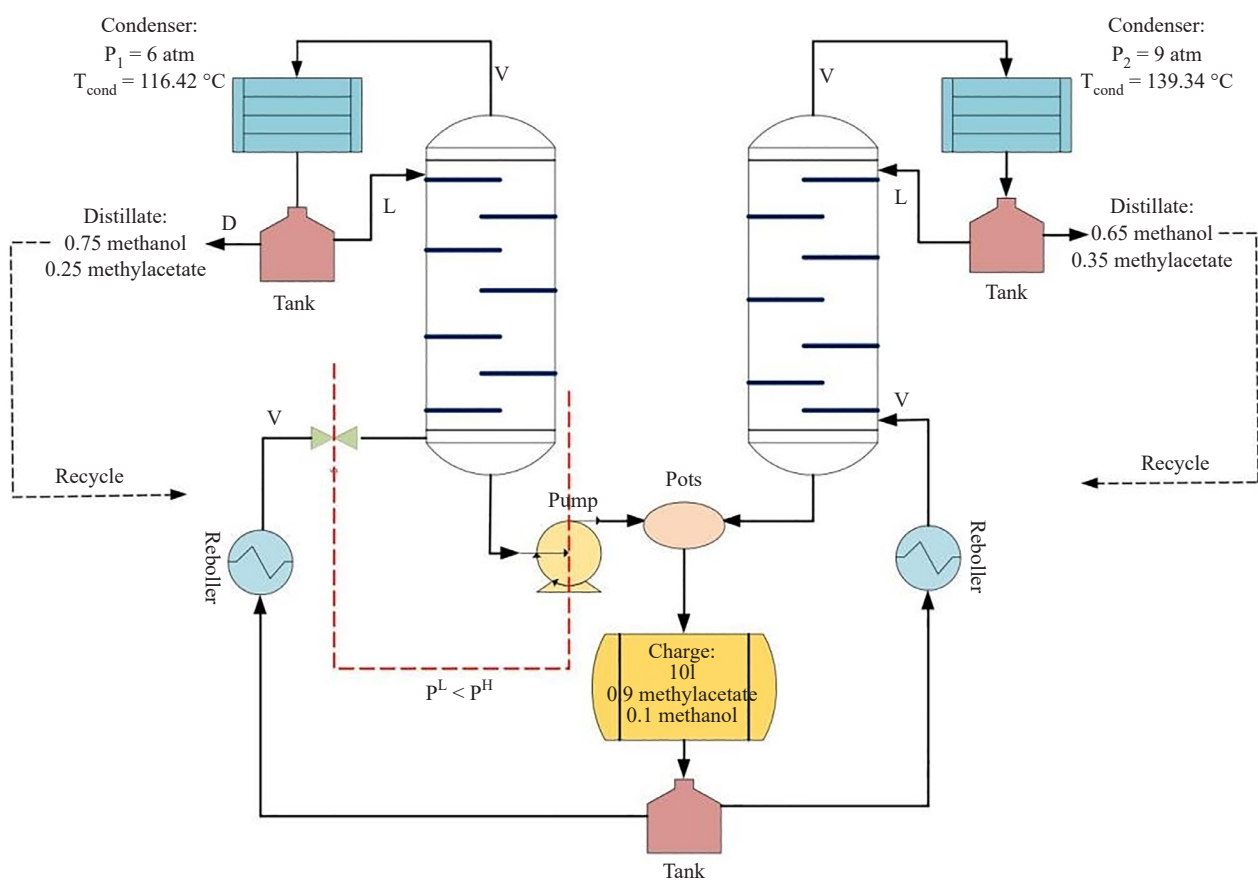 Condenser:
P1 = 6 atm
Tcond = 116.42 °C
V
L
D
Distillate:
0.75 methanol
0.25 methylacetate
Tank
Condenser:
P2 = 9 atm
Tcond = 139.34 °C
V
L
Distillate:
0.65 methanol
0.35 methylacetate
Tank
V
V
Recycle
Recycle
Pump
Pots
Reboller
Reboller
Charge:
10l
0.9 methylacetate
0.1 methanol
P^L < P^H
Tank